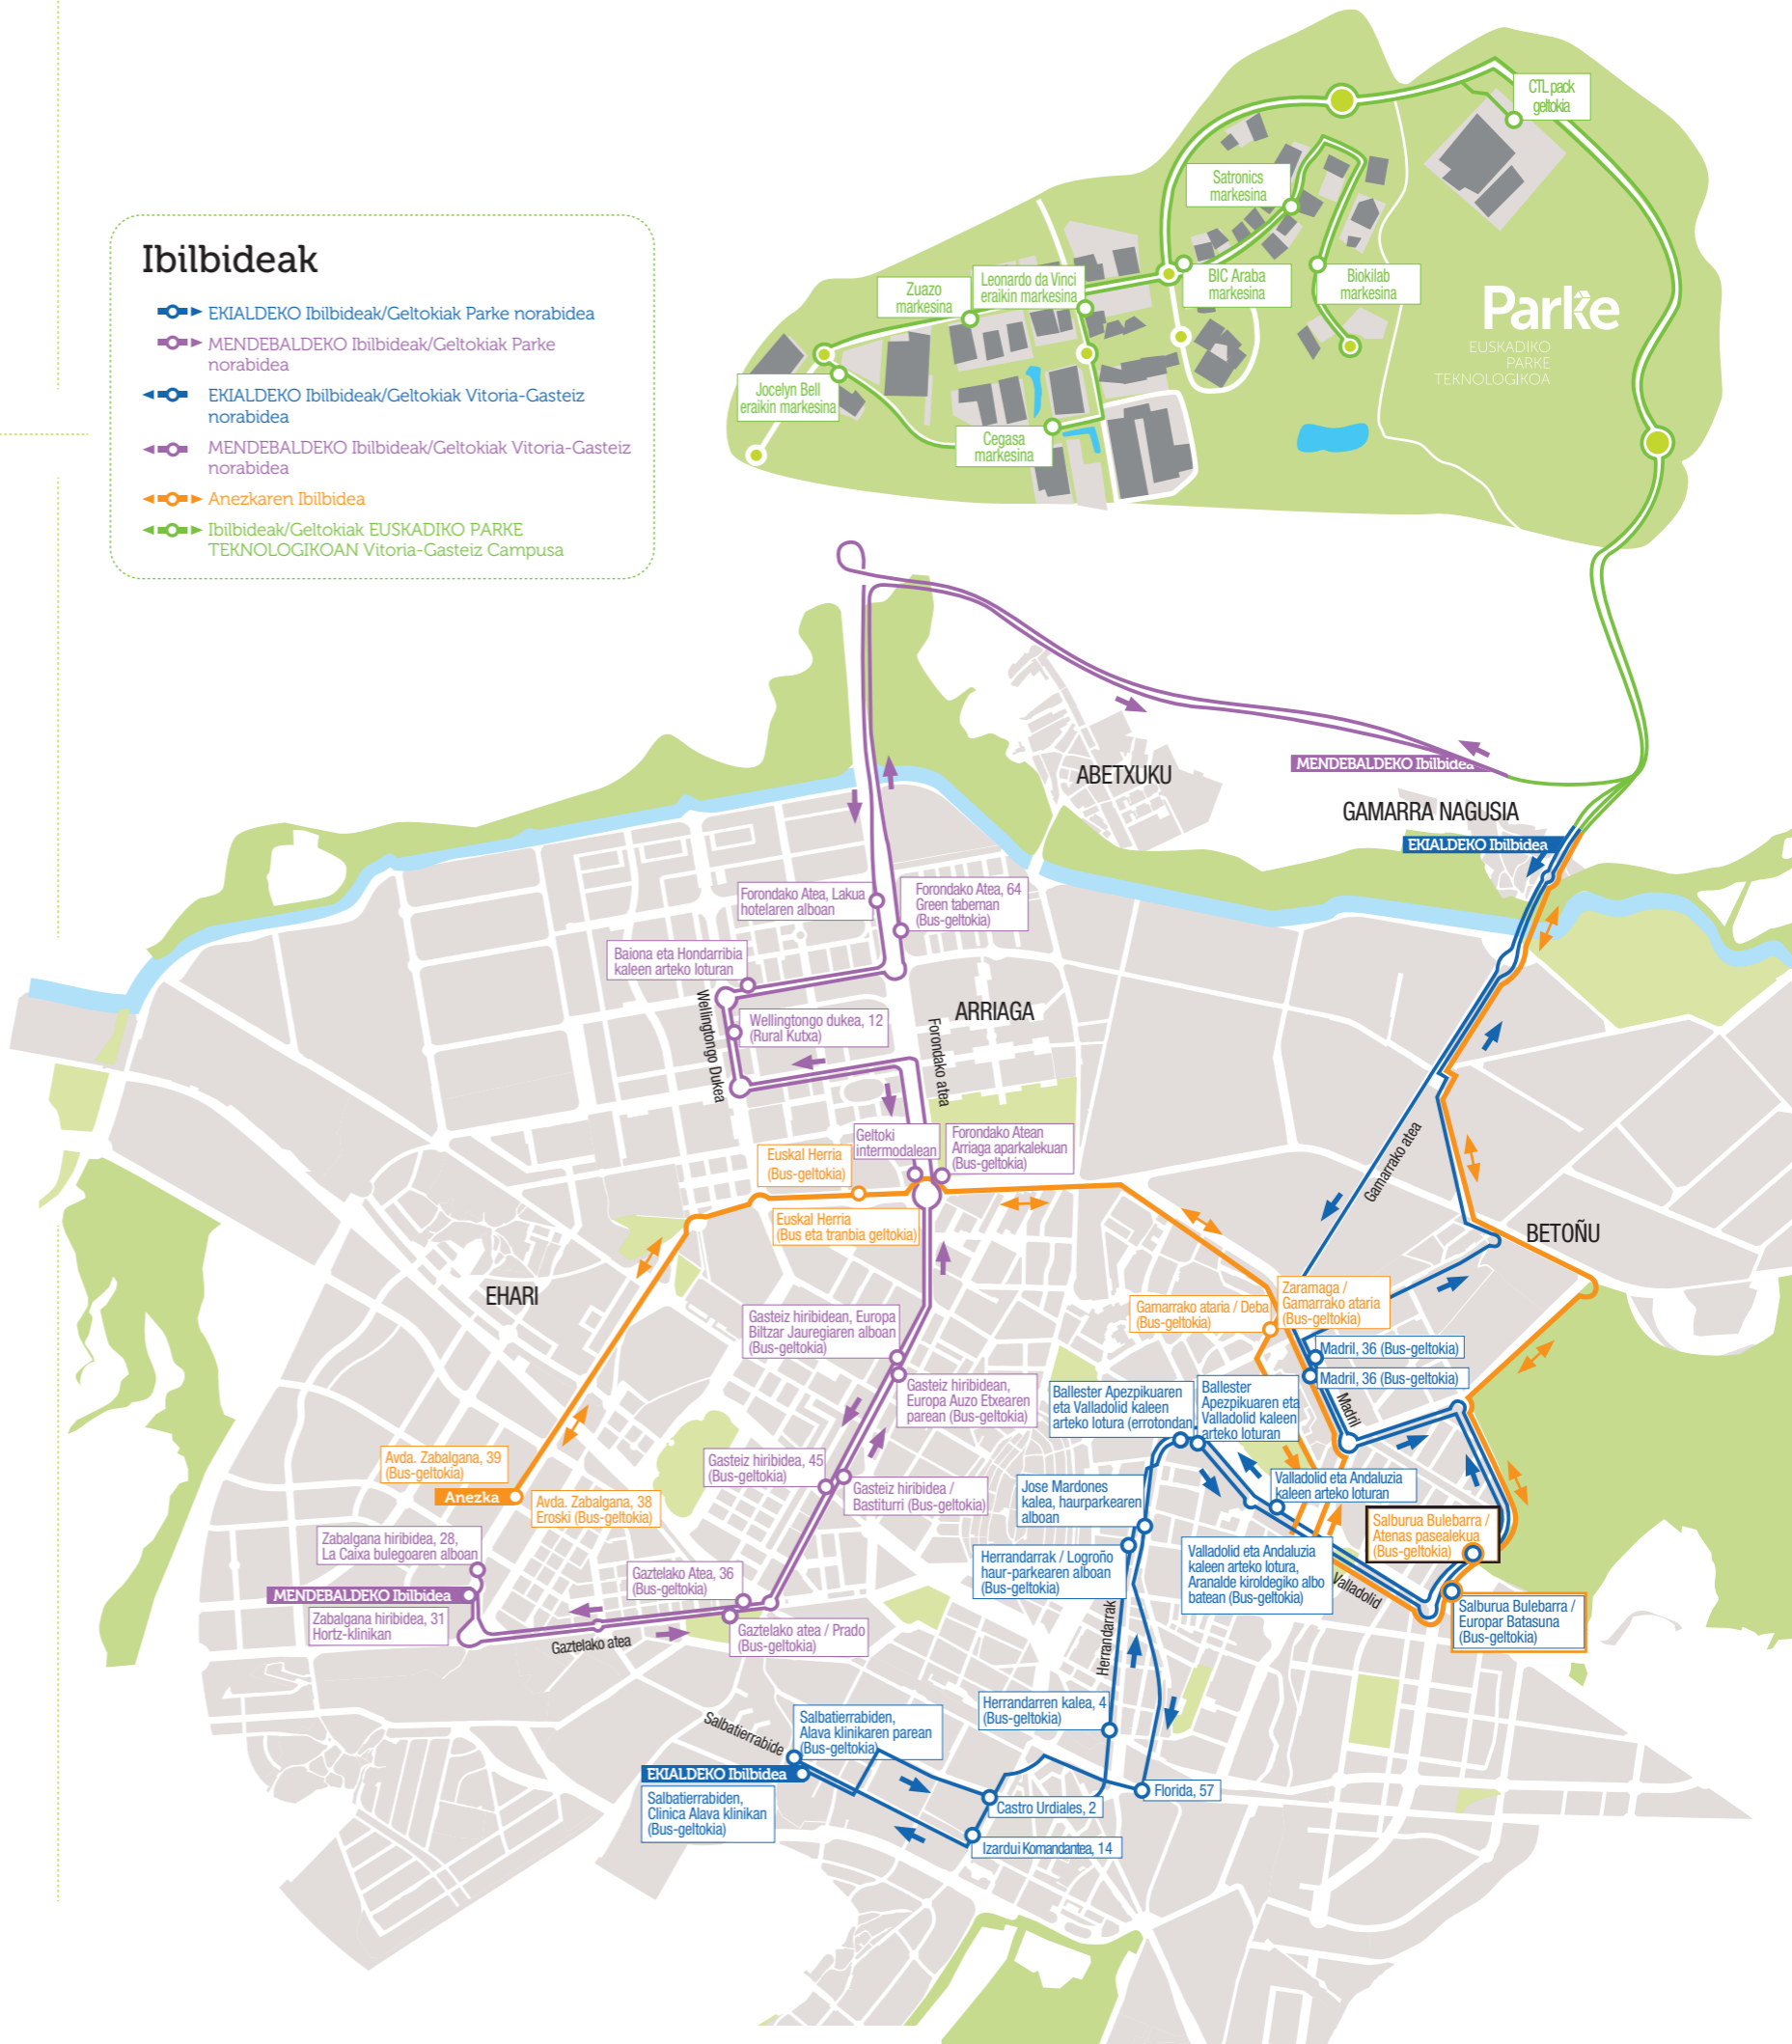 CTL pack
geltokia
Satronics
markesina
BIC Araba
markesina
Biokilab
markesina
Leonardo da Vinci
eraikin markesina
Zuazo
markesina
Jocelyn Bell
eraikin markesina
Cegasa
markesina
Parke
EUSKADIKO
PARKE
TEKNOLOGIKOA
Ibilbideak
EKIALDEKO Ibilbideak/Geltokiak Parke norabidea
MENDEBALDEKO Ibilbideak/Geltokiak Parke
norabidea
EKIALDEKO Ibilbideak/Geltokiak Vitoria-Gasteiz
norabidea
MENDEBALDEKO Ibilbideak/Geltokiak Vitoria-Gasteiz
norabidea
Anezkaren Ibilbidea
Ibilbideak/Geltokiak EUSKADIKO PARKE
TEKNOLOGIKOAN Vitoria-Gasteiz Campusa
ABETXUKU
MENDEBALDEKO Ibilbidea
GAMARRA NAGUSIA
EKIALDEKO Ibilbidea
Forondako Atea, Lakua
hotelaren alboan
Forondako Atea, 64
Green tabernan
(Bus-geltokia)
Baiona eta Hondarribia
kaleen arteko loturan
Wellingtongo dukea, 12
(Rural Kutxa)
Wellingtongo Dukea
ARRIAGA
Forondako atea
Geltoki
intermodalean
Forondako Atean
Arriaga aparkalekuan
(Bus-geltokia)
Euskal Herria
(Bus-geltokia)
Euskal Herria
(Bus eta tranbia geltokia)
Gamarrako atea
BETOÑU
EHARI
Zaramaga /
Gamarrako ataria
(Bus-geltokia)
Gamarrako ataria / Deba
(Bus-geltokia)
Gasteiz hiribidean, Europa
Biltzar Jauregiaren alboan
(Bus-geltokia)
Madril, 36 (Bus-geltokia)
Madril, 36 (Bus-geltokia)
Madril
Gasteiz hiribidean,
Europa Auzo Etxearen
parean (Bus-geltokia)
Ballester Apezpikuaren
eta Valladolid kaleen
arteko lotura (errotondan)
Ballester
Apezpikuaren eta
Valladolid kaleen
arteko loturan
Avda. Zabalgana, 39
(Bus-geltokia)
Anezka
Avda. Zabalgana, 38
Eroski (Bus-geltokia)
Gasteiz hiribidea, 45
(Bus-geltokia)
Gasteiz hiribidea /
Bastiturri (Bus-geltokia)
Jose Mardones
kalea, haurparkearen
alboan
Valladolid eta Andaluzia
kaleen arteko loturan
Salburua Bulebarra /
Atenas pasealekua
(Bus-geltokia)
Zabalgana hiribidea, 28,
La Caixa bulegoaren alboan
MENDEBALDEKO Ibilbidea
Zabalgana hiribidea, 31
Hortz-klinikan
Gaztelako Atea, 36
(Bus-geltokia)
Gaztelako atea / Prado
(Bus-geltokia)
Gaztelako atea
Herrandarrak / Logroño
haur-parkearen alboan
(Bus-geltokia)
Valladolid eta Andaluzia
kaleen arteko lotura,
Aranalde kiroldegiko albo
batean (Bus-geltokia)
Valladolid
Salburua Bulebarra /
Europar Batasuna
(Bus-geltokia)
Herrandarrak
Herrandarren kalea, 4
(Bus-geltokia)
Salbatierrabide
Salbatierrabiden,
Alava klinikaren parean
(Bus-geltokia)
EKIALDEKO Ibilbidea
Salbatierrabiden,
Clinica Alava klinikan
(Bus-geltokia)
Castro Urdiales, 2
Florida, 57
Izardui Komandantea, 14